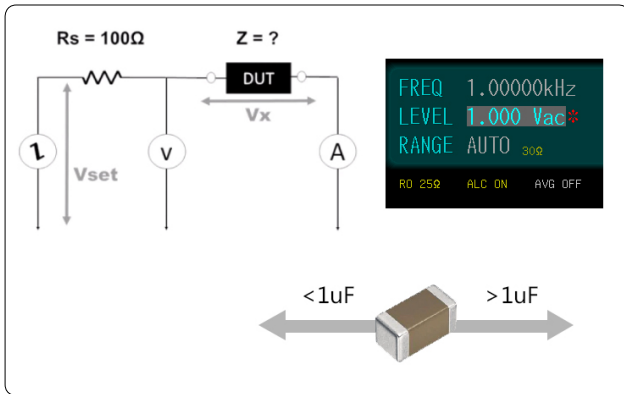 Rs = 100Ω
Z = ?
DUT
Vx
Vset
V
A
FREQ 1.00000kHz
LEVEL 1.000 Vac*
RANGE AUTO 30Ω
RO 25Ω ALC ON AVG OFF
<1uF
>1uF